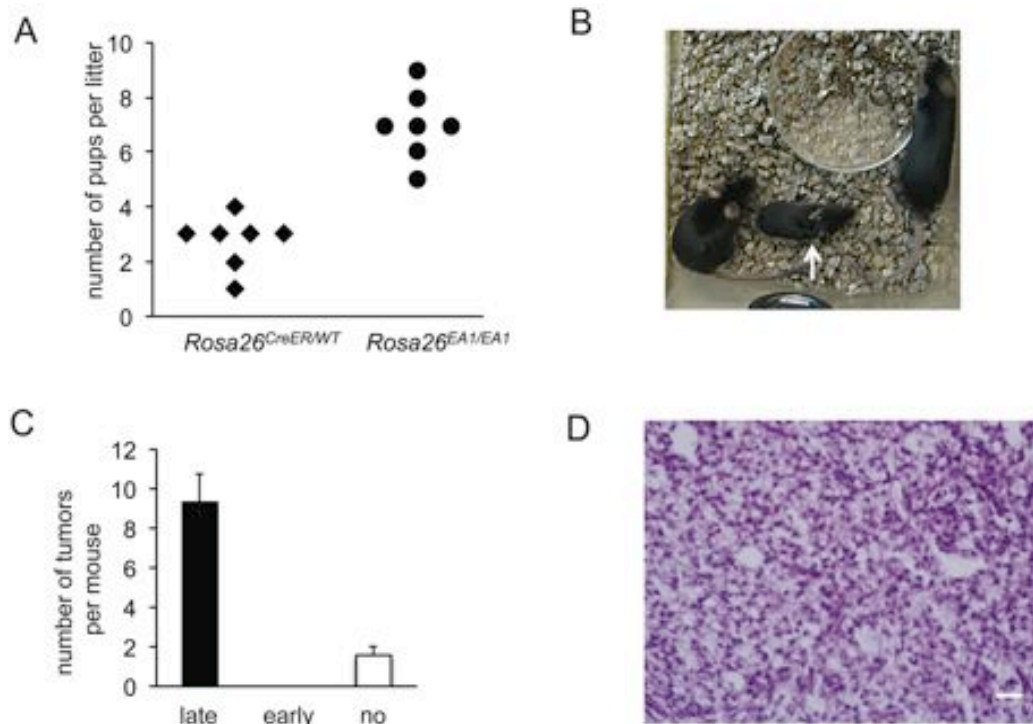 A
number of pups per litter
10
8
6
4
2
0
Rosa26CreER/WT
Rosa26EA1/EA1
B
C
number of tumors
per mouse
12
10
8
6
4
2
0
late
early
no
D